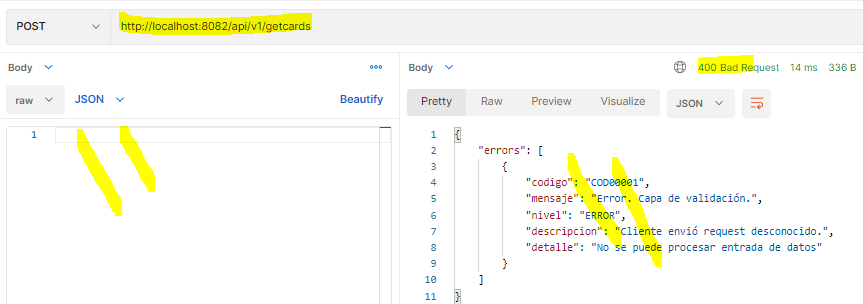 POST http://localhost:8082/api/v1/getcards
Body
raw JSON Beautify
1
Body 400 Bad Request 14 ms 336 B
Pretty Raw Preview Visualize JSON
1 {
2 "errors": [
3 {
4 "codigo": "COD00001",
5 "mensaje": "Error. Capa de validación.",
6 "nivel": "ERROR",
7 "descripcion": "Cliente envió request desconocido.",
8 "detalle": "No se puede procesar entrada de datos"
9 }
10 ]
11 }